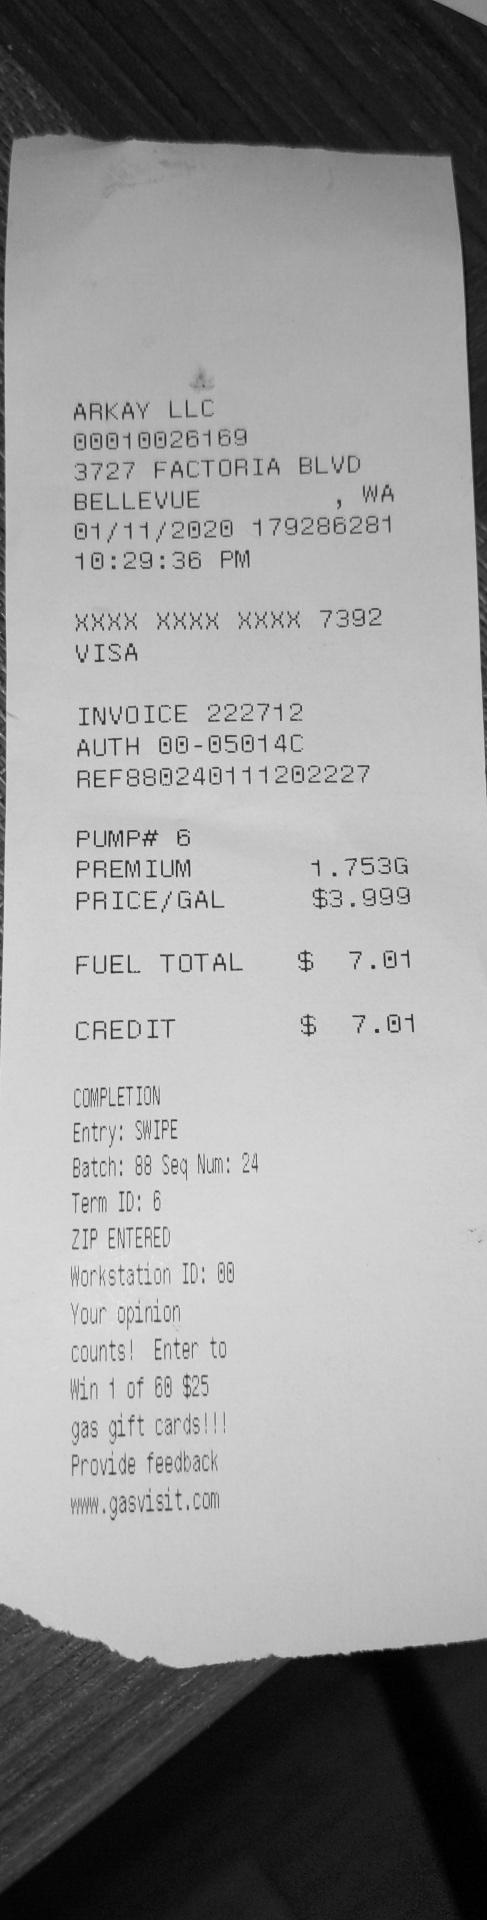 ARKAY LLC
00010026169
3727 FACTORIA BLVD
BELLEVUE , WA
01/11/2020 179286281
10:29:36 PM
XXXX XXXX XXXX 7392
VISA
INVOICE 222712
AUTH 00-05014C
REF880240111202227
PUMP# 6
PREMIUM 1.753G
PRICE/GAL $3.999
FUEL TOTAL $ 7.01
CREDIT $ 7.01
COMPLETION
Entry: SWIPE
Batch: 88 Seq Num: 24
Term ID: 6
ZIP ENTERED
Workstation ID: 00
Your opinion
counts! Enter to
Win 1 of 60 $25
gas gift cards!!!
Provide feedback
www.gasvisit.com